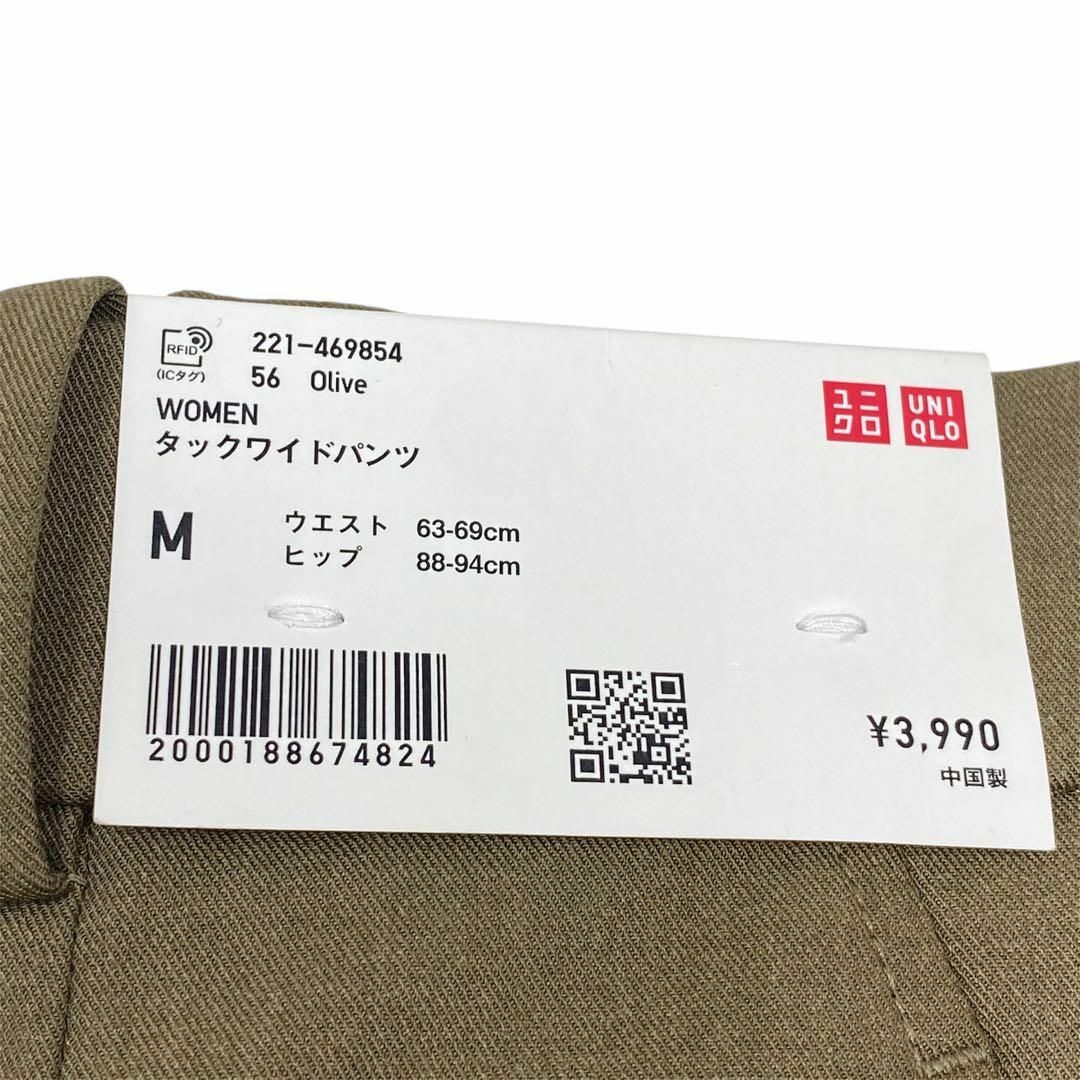 RFID
(ICタグ)
221-469854
56 Olive
WOMEN
タックワイドパンツ
ユニ
クロ
UNI
QLO
M
ウエスト 63-69cm
ヒップ 88-94cm
2000188674824
¥3,990
中国製